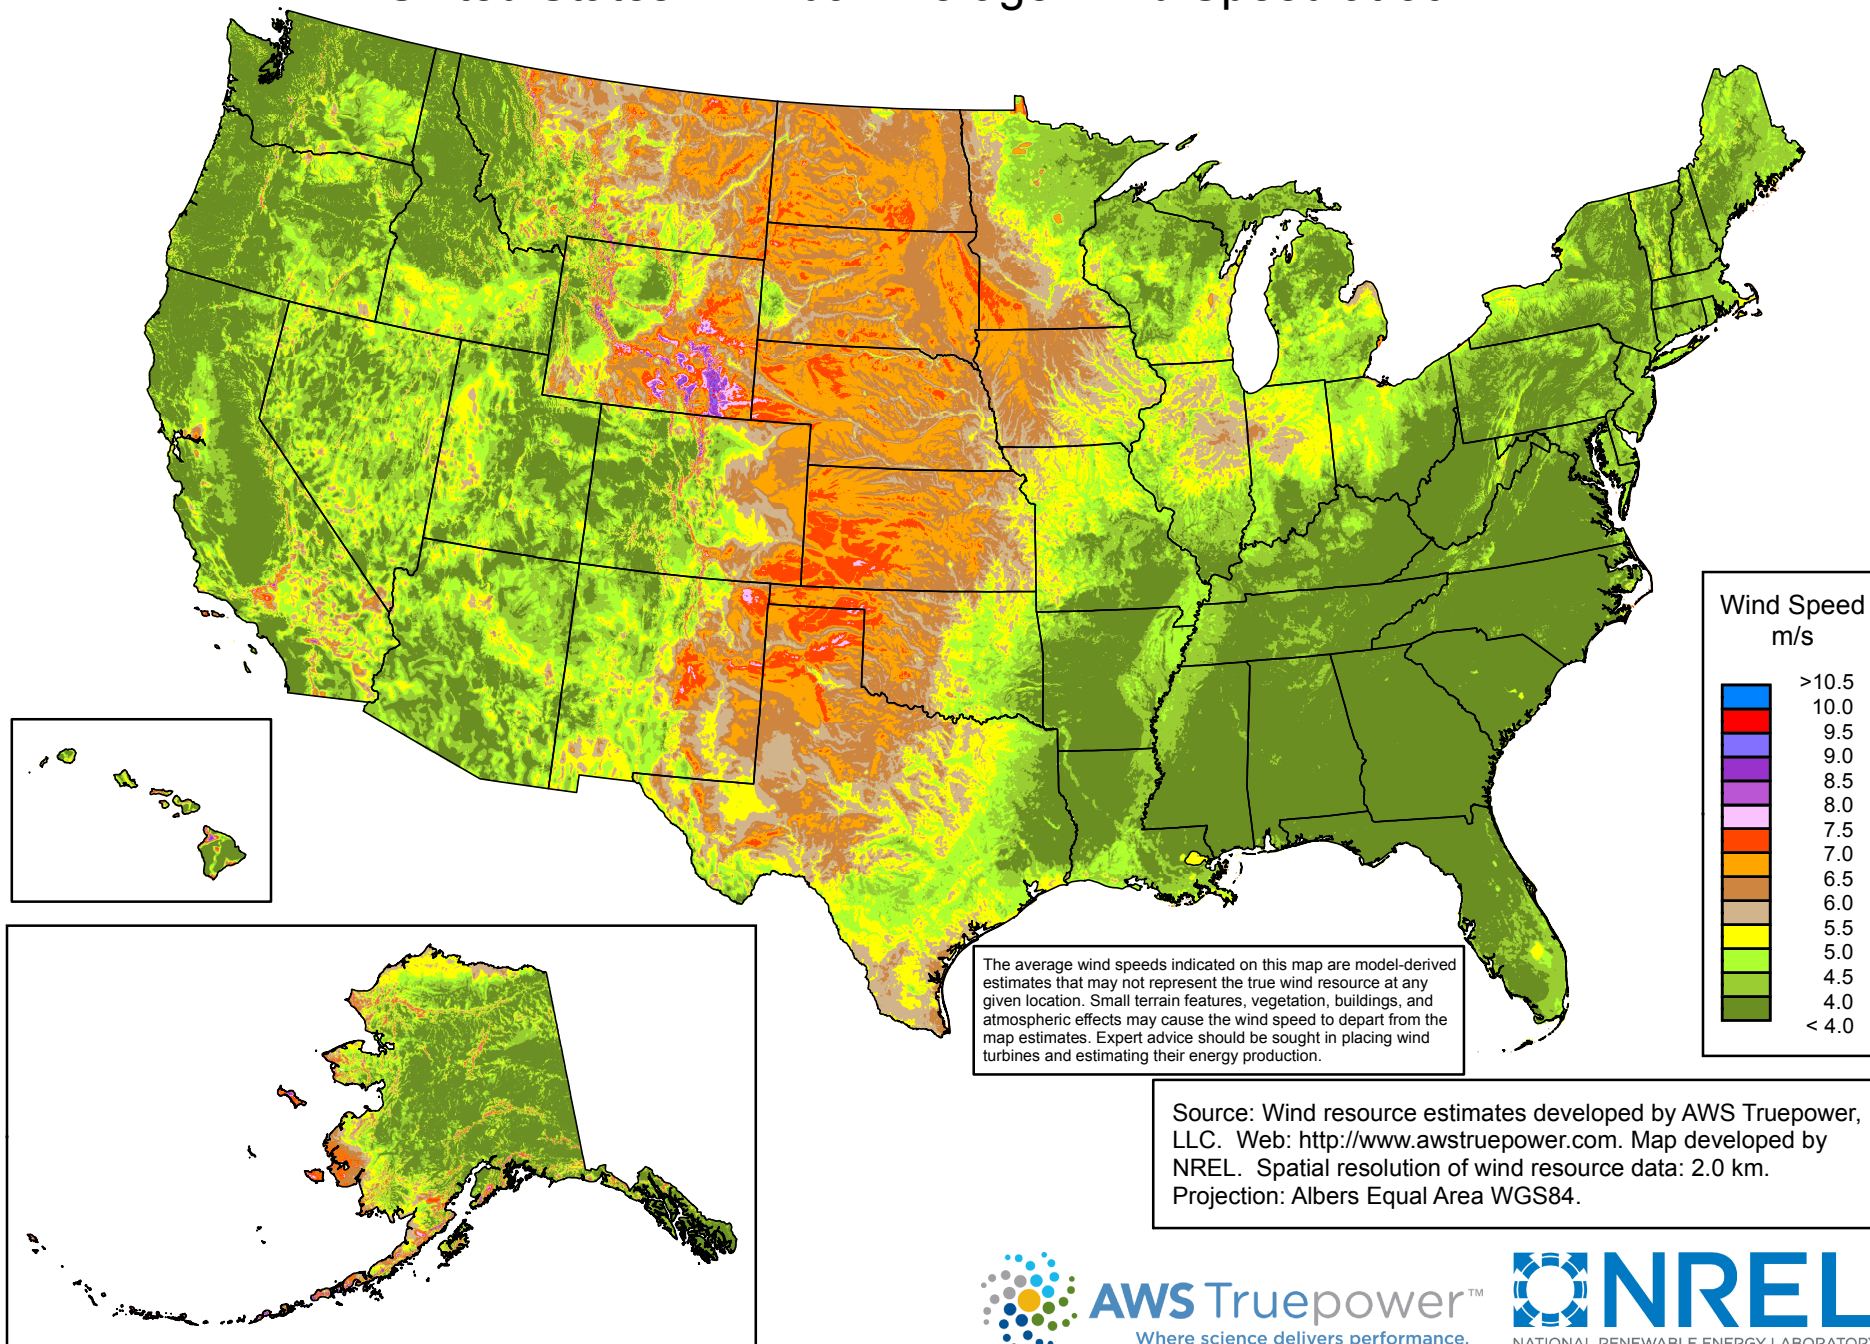 Wind Speed
m/s
>10.5
10.0
9.5
9.0
8.5
8.0
7.5
7.0
6.5
6.0
5.5
5.0
4.5
4.0
< 4.0
The average wind speeds indicated on this map are model-derived
estimates that may not represent the true wind resource at any
given location. Small terrain features, vegetation, buildings, and
atmospheric effects may cause the wind speed to depart from the
map estimates. Expert advice should be sought in placing wind
turbines and estimating their energy production.
Source: Wind resource estimates developed by AWS Truepower,
LLC. Web: http://www.awstruepower.com. Map developed by
NREL. Spatial resolution of wind resource data: 2.0 km.
Projection: Albers Equal Area WGS84.
AWS Truepower™
Where science delivers performance.
NREL
NATIONAL RENEWABLE ENERGY LABORATORY